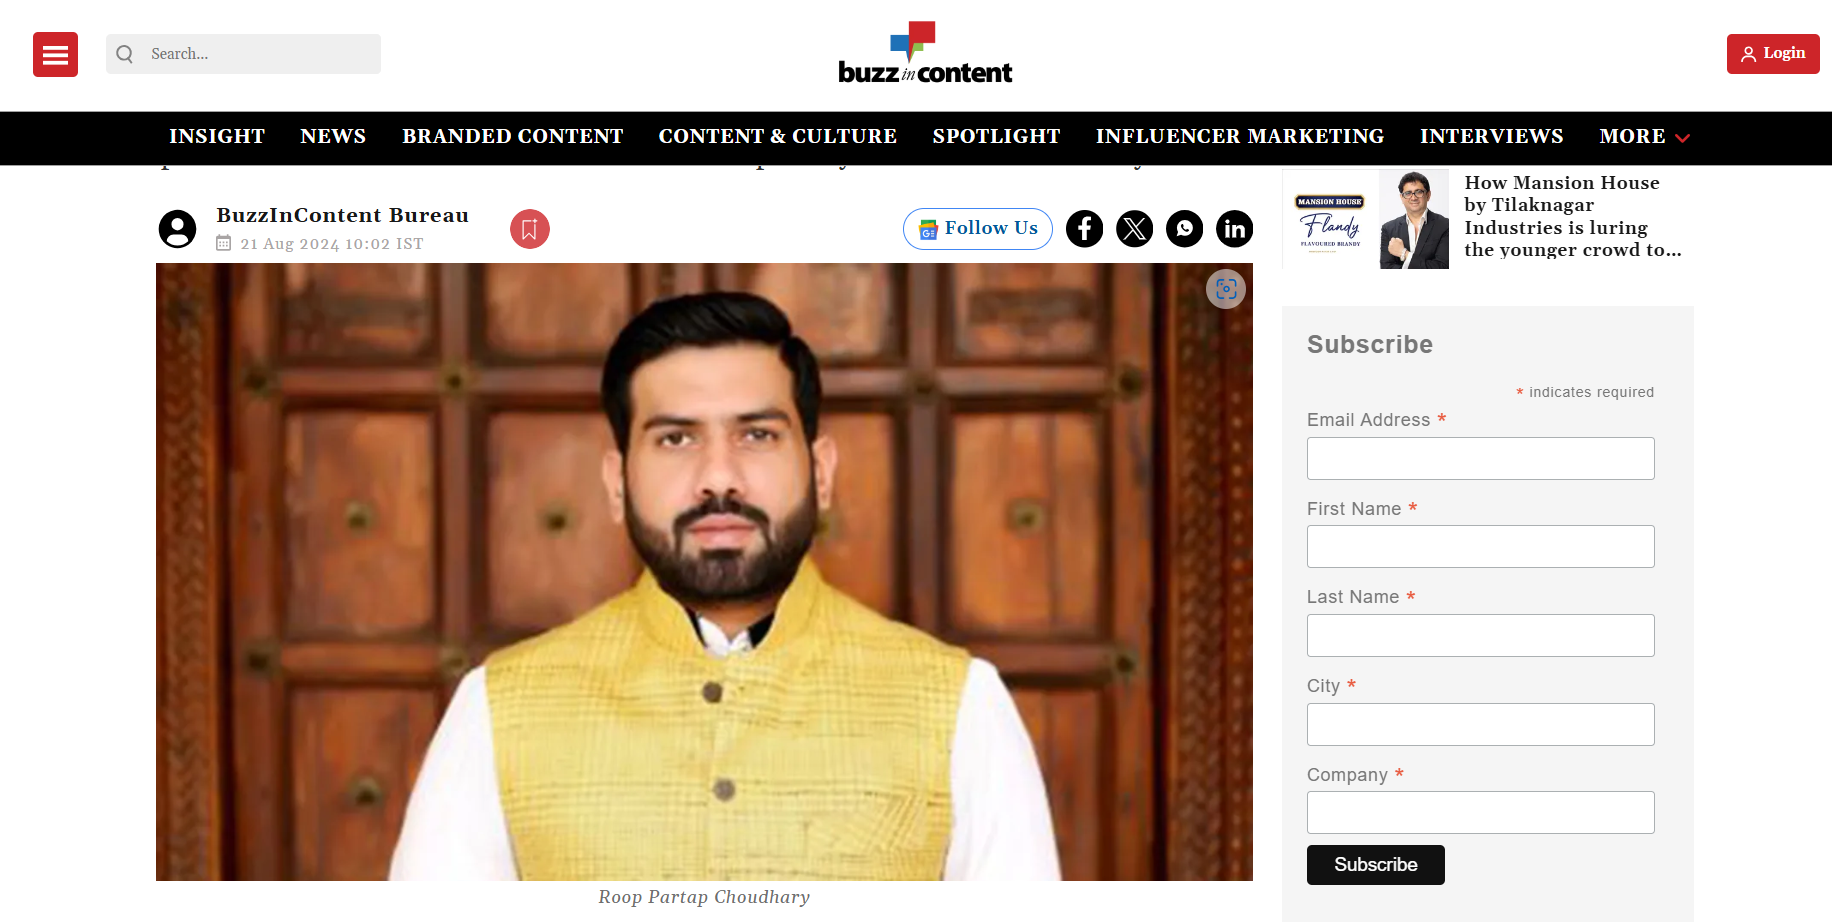 Search...
buzz in content
Login
INSIGHT NEWS BRANDED CONTENT CONTENT & CULTURE SPOTLIGHT INFLUENCER MARKETING INTERVIEWS MORE
BuzzInContent Bureau
21 Aug 2024 10:02 IST
Follow Us
Roop Partap Choudhary
MANSION HOUSE
Flandy
FLAVOURED BRANDY
How Mansion House
by Tilaknagar
Industries is luring
the younger crowd to...
Subscribe
* indicates required
Email Address *
First Name *
Last Name *
City *
Company *
Subscribe